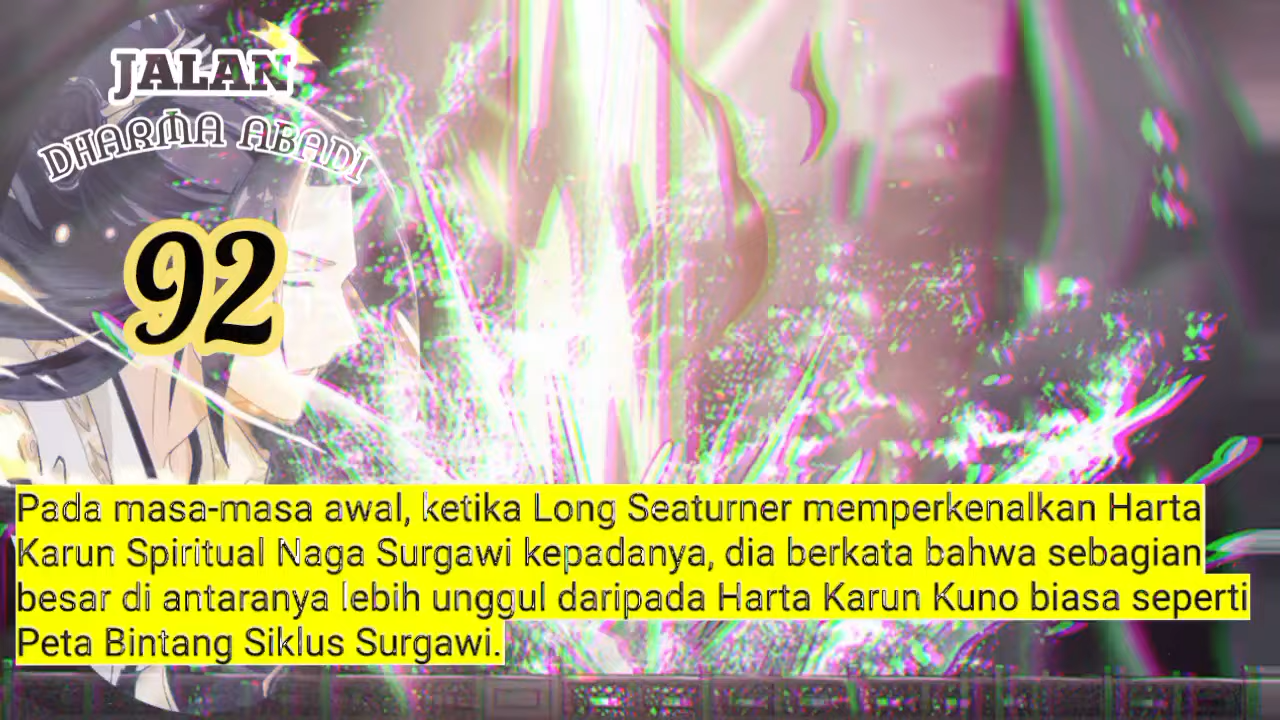 JALAN
DHARMA ABADI
92
Pada masa-masa awal, ketika Long Seaturner memperkenalkan Harta
Karun Spiritual Naga Surgawi kepadanya, dia berkata bahwa sebagian
besar di antaranya lebih unggul daripada Harta Karun Kuno biasa seperti
Peta Bintang Siklus Surgawi.